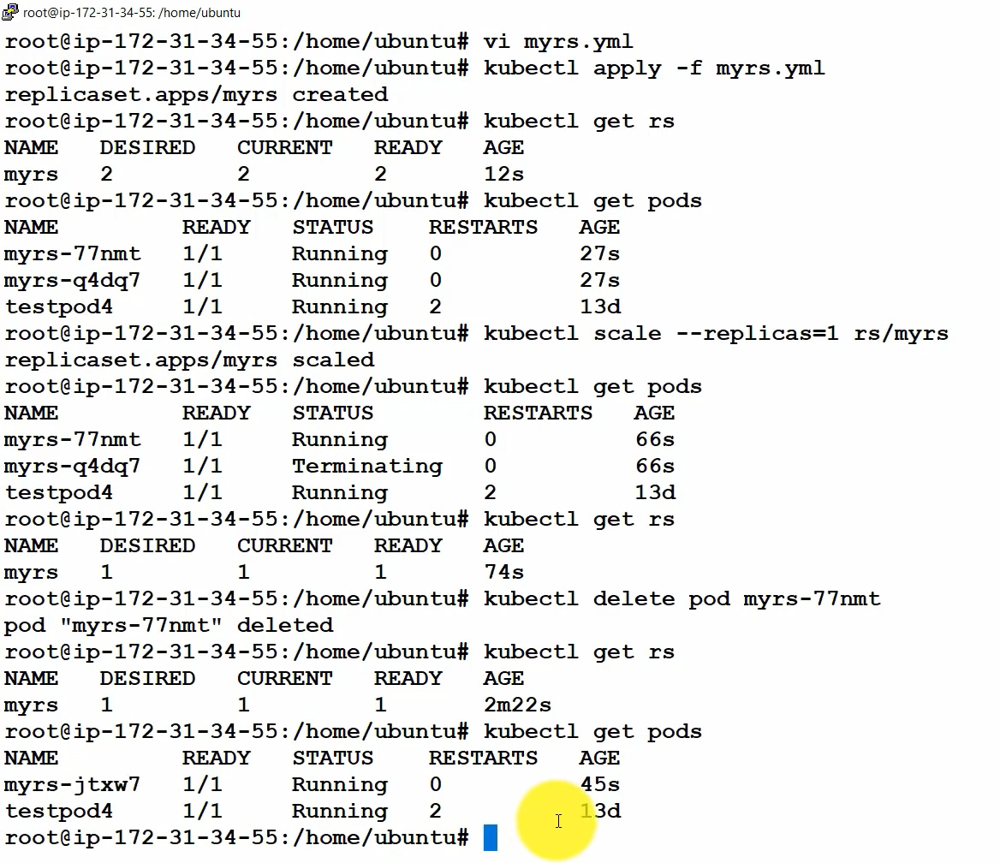 root@ip-172-31-34-55: /home/ubuntu
root@ip-172-31-34-55:/home/ubuntu# vi myrs.yml
root@ip-172-31-34-55:/home/ubuntu# kubectl apply -f myrs.yml
replicaset.apps/myrs created
root@ip-172-31-34-55:/home/ubuntu# kubectl get rs
NAME   DESIRED   CURRENT   READY   AGE
myrs   2         2         2       12s
root@ip-172-31-34-55:/home/ubuntu# kubectl get pods
NAME         READY   STATUS    RESTARTS   AGE
myrs-77nmt   1/1     Running   0          27s
myrs-q4dq7   1/1     Running   0          27s
testpod4     1/1     Running   2          13d
root@ip-172-31-34-55:/home/ubuntu# kubectl scale --replicas=1 rs/myrs
replicaset.apps/myrs scaled
root@ip-172-31-34-55:/home/ubuntu# kubectl get pods
NAME         READY   STATUS        RESTARTS   AGE
myrs-77nmt   1/1     Running       0          66s
myrs-q4dq7   1/1     Terminating   0          66s
testpod4     1/1     Running       2          13d
root@ip-172-31-34-55:/home/ubuntu# kubectl get rs
NAME   DESIRED   CURRENT   READY   AGE
myrs   1         1         1       74s
root@ip-172-31-34-55:/home/ubuntu# kubectl delete pod myrs-77nmt
pod "myrs-77nmt" deleted
root@ip-172-31-34-55:/home/ubuntu# kubectl get rs
NAME   DESIRED   CURRENT   READY   AGE
myrs   1         1         1       2m22s
root@ip-172-31-34-55:/home/ubuntu# kubectl get pods
NAME         READY   STATUS    RESTARTS   AGE
myrs-jtxw7   1/1     Running   0          45s
testpod4     1/1     Running   2          13d
root@ip-172-31-34-55:/home/ubuntu#